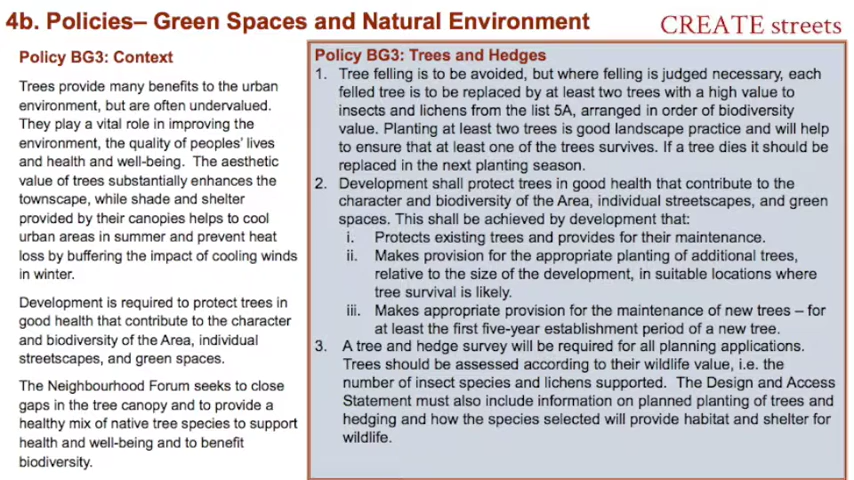 4b. Policies– Green Spaces and Natural Environment
CREATE streets
Policy BG3: Context
Trees provide many benefits to the urban
environment, but are often undervalued.
They play a vital role in improving the
environment, the quality of peoples' lives
and health and well-being. The aesthetic
value of trees substantially enhances the
townscape, while shade and shelter
provided by their canopies helps to cool
urban areas in summer and prevent heat
loss by buffering the impact of cooling winds
in winter.
Development is required to protect trees in
good health that contribute to the character
and biodiversity of the Area, individual
streetscapes, and green spaces.
The Neighbourhood Forum seeks to close
gaps in the tree canopy and to provide a
healthy mix of native tree species to support
health and well-being and to benefit
biodiversity.
Policy BG3: Trees and Hedges
1. Tree felling is to be avoided, but where felling is judged necessary, each
felled tree is to be replaced by at least two trees with a high value to
insects and lichens from the list 5A, arranged in order of biodiversity
value. Planting at least two trees is good landscape practice and will help
to ensure that at least one of the trees survives. If a tree dies it should be
replaced in the next planting season.
2. Development shall protect trees in good health that contribute to the
character and biodiversity of the Area, individual streetscapes, and green
spaces. This shall be achieved by development that:
i. Protects existing trees and provides for their maintenance.
ii. Makes provision for the appropriate planting of additional trees,
relative to the size of the development, in suitable locations where
tree survival is likely.
iii. Makes appropriate provision for the maintenance of new trees – for
at least the first five-year establishment period of a new tree.
3. A tree and hedge survey will be required for all planning applications.
Trees should be assessed according to their wildlife value, i.e. the
number of insect species and lichens supported. The Design and Access
Statement must also include information on planned planting of trees and
hedging and how the species selected will provide habitat and shelter for
wildlife.